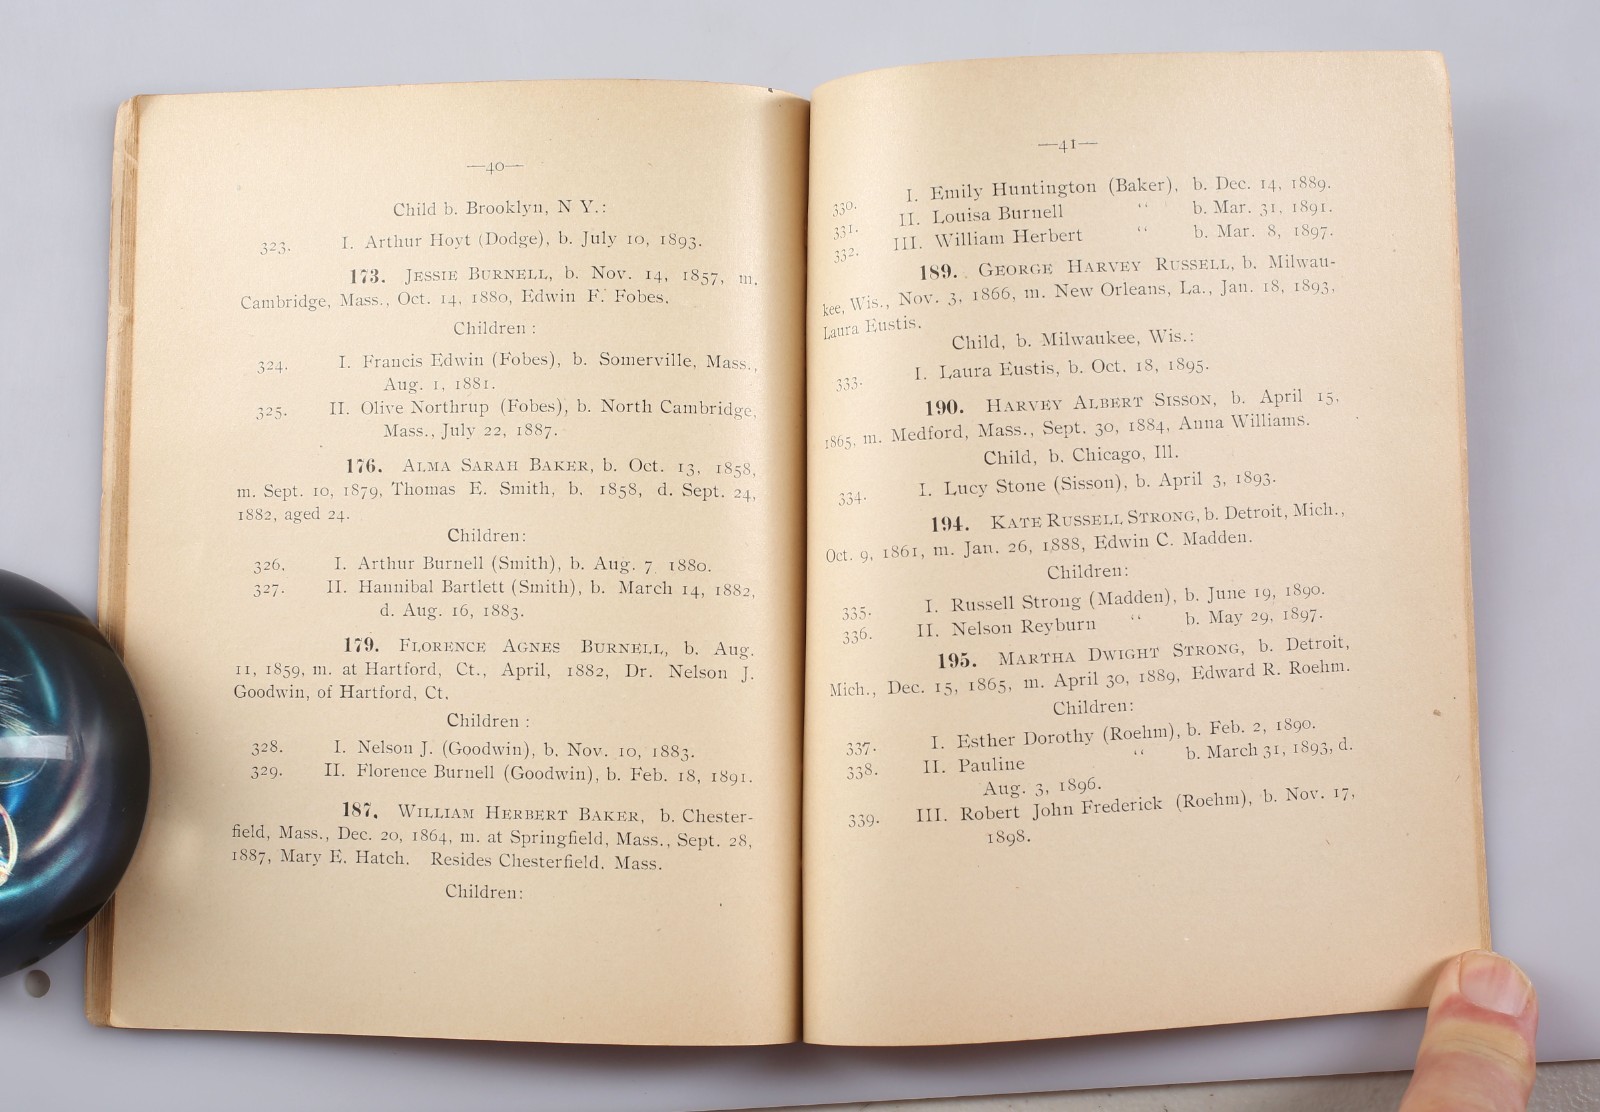 —40—
Child b. Brooklyn, N Y.:
323. I. Arthur Hoyt (Dodge), b. July 10, 1893.
173. Jessie Burnell, b. Nov. 14, 1857, m.
Cambridge, Mass., Oct. 14, 1880, Edwin F. Fobes.
Children:
324. I. Francis Edwin (Fobes), b. Somerville, Mass.,
Aug. 1, 1881.
325. II. Olive Northrup (Fobes), b. North Cambridge,
Mass., July 22, 1887.
176. Alma Sarah Baker, b. Oct. 13, 1858,
m. Sept. 10, 1879, Thomas E. Smith, b. 1858, d. Sept. 24,
1882, aged 24.
Children:
326. I. Arthur Burnell (Smith), b. Aug. 7, 1880.
327. II. Hannibal Bartlett (Smith), b. March 14, 1882,
d. Aug. 16, 1883.
179. Florence Agnes Burnell, b. Aug.
11, 1859, m. at Hartford, Ct., April, 1882, Dr. Nelson J.
Goodwin, of Hartford, Ct.
Children:
328. I. Nelson J. (Goodwin), b. Nov. 10, 1883.
329. II. Florence Burnell (Goodwin), b. Feb. 18, 1891.
187. William Herbert Baker, b. Chester-
field, Mass., Dec. 20, 1864, m. at Springfield, Mass., Sept. 28,
1887, Mary E. Hatch. Resides Chesterfield, Mass.
Children:
—41—
330. I. Emily Huntington (Baker), b. Dec. 14, 1889.
331. II. Louisa Burnell " b. Mar. 31, 1891.
332. III. William Herbert " b. Mar. 8, 1897.
189. George Harvey Russell, b. Milwau-
kee, Wis., Nov. 3, 1866, m. New Orleans, La., Jan. 18, 1893,
Laura Eustis.
Child, b. Milwaukee, Wis.:
333. I. Laura Eustis, b. Oct. 18, 1895.
190. Harvey Albert Sisson, b. April 15,
1865, m. Medford, Mass., Sept. 30, 1884, Anna Williams.
Child, b. Chicago, Ill.
334. I. Lucy Stone (Sisson), b. April 3, 1893.
194. Kate Russell Strong, b. Detroit, Mich.,
Oct. 9, 1861, m. Jan. 26, 1888, Edwin C. Madden.
Children:
335. I. Russell Strong (Madden), b. June 19, 1890.
336. II. Nelson Reyburn " b. May 29, 1897.
195. Martha Dwight Strong, b. Detroit,
Mich., Dec. 15, 1865, m. April 30, 1889, Edward R. Roehm.
Children:
337. I. Esther Dorothy (Roehm), b. Feb. 2, 1890.
338. II. Pauline " b. March 31, 1893, d.
Aug. 3, 1896.
339. III. Robert John Frederick (Roehm), b. Nov. 17,
1898.